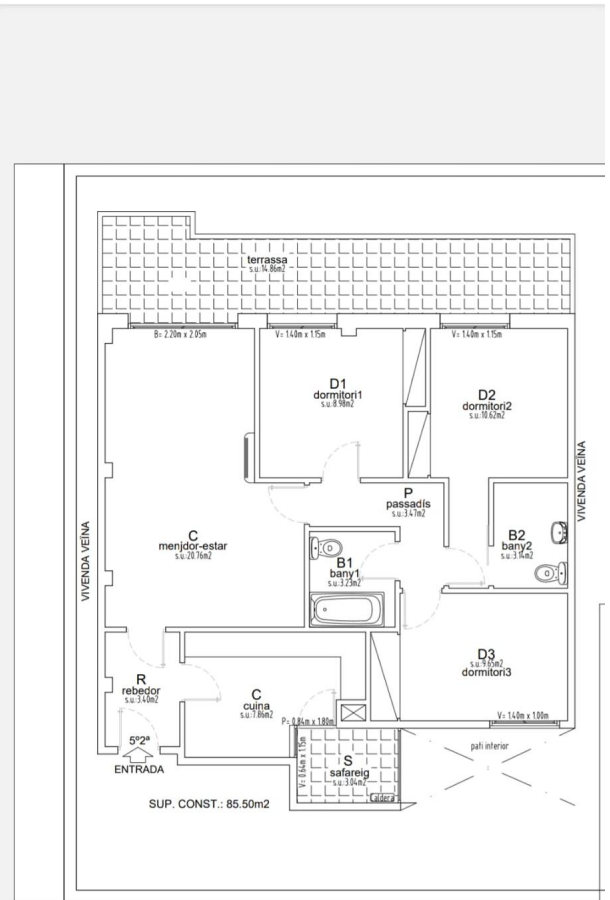 terrassa
s.u.:14.86m2
B= 2.20m x 2.05m
V= 1.40m x 1.15m
V= 1.40m x 1.15m
D1
dormitori1
s.u.:8.98m2
D2
dormitori2
s.u.:10.62m2
VIVENDA VEÏNA
P
passadís
s.u.:3.47m2
C
menjdor-estar
s.u.:20.76m2
B2
bany2
s.u.:3.14m2
B1
bany1
s.u.:3.23m2
VIVENDA VEÏNA
D3
s.u.:9.65m2
dormitori3
R
rebedor
s.u.:3.40m2
C
cuina
s.u.:7.86m2
P= 0.84m x 1.80m
V= 1.40m x 1.00m
5º2ª
ENTRADA
V= 0.64m x 1.15m
S
safareig
s.u.:3.04m2
caldera
pati interior
SUP. CONST.: 85.50m2